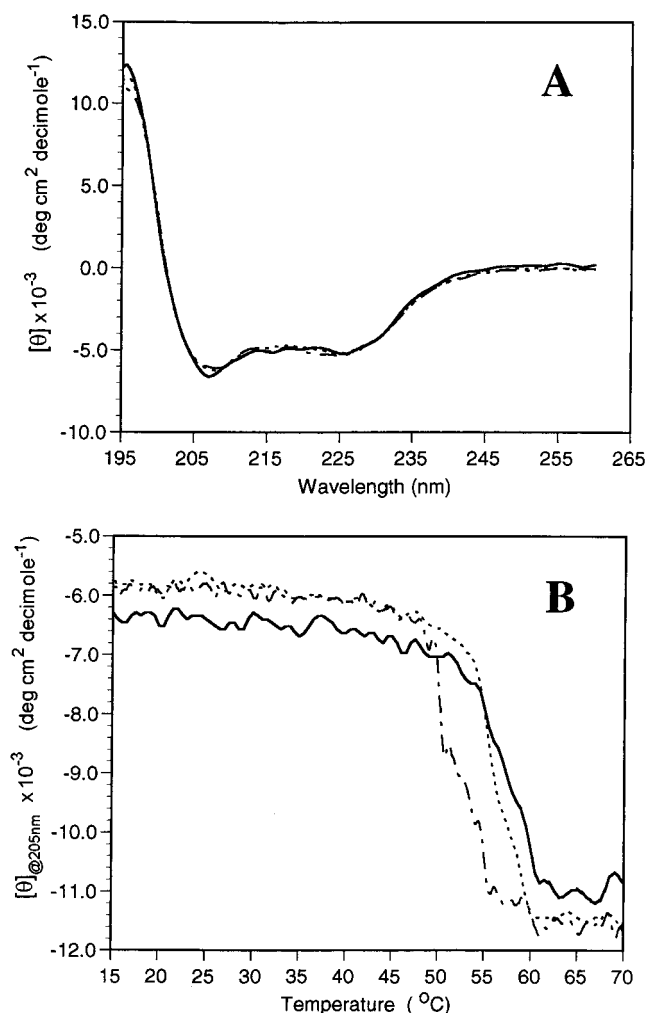 A
15.0
10.0
5.0
0.0
-5.0
-10.0
[θ] x 10⁻³ (deg cm² decimole⁻¹)
195 205 215 225 235 245 255 265
Wavelength (nm)
B
-5.0
-6.0
-7.0
-8.0
-9.0
-10.0
-11.0
-12.0
[θ]@205nm x 10⁻³ (deg cm² decimole⁻¹)
15 20 25 30 35 40 45 50 55 60 65 70
Temperature (°C)